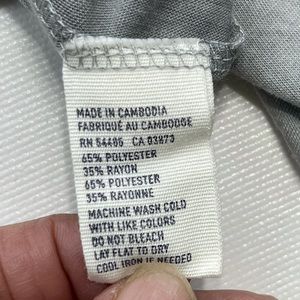 MADE IN CAMBODIA
FABRIQUÉ AU CAMBODGE
RN 54485 CA 03873
65% POLYESTER
35% RAYON
65% POLYESTER
35% RAYONNE
MACHINE WASH COLD
WITH LIKE COLORS
DO NOT BLEACH
LAY FLAT TO DRY
COOL IRON IF NEEDED